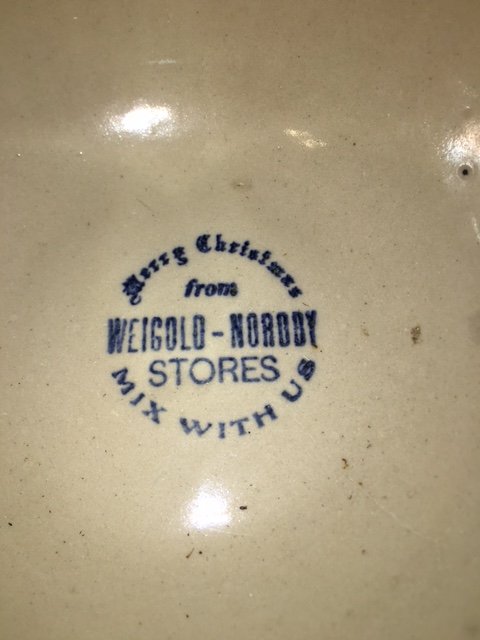 Merry Christmas
from
WEIGOLD - NORDBY
STORES
MIX WITH US